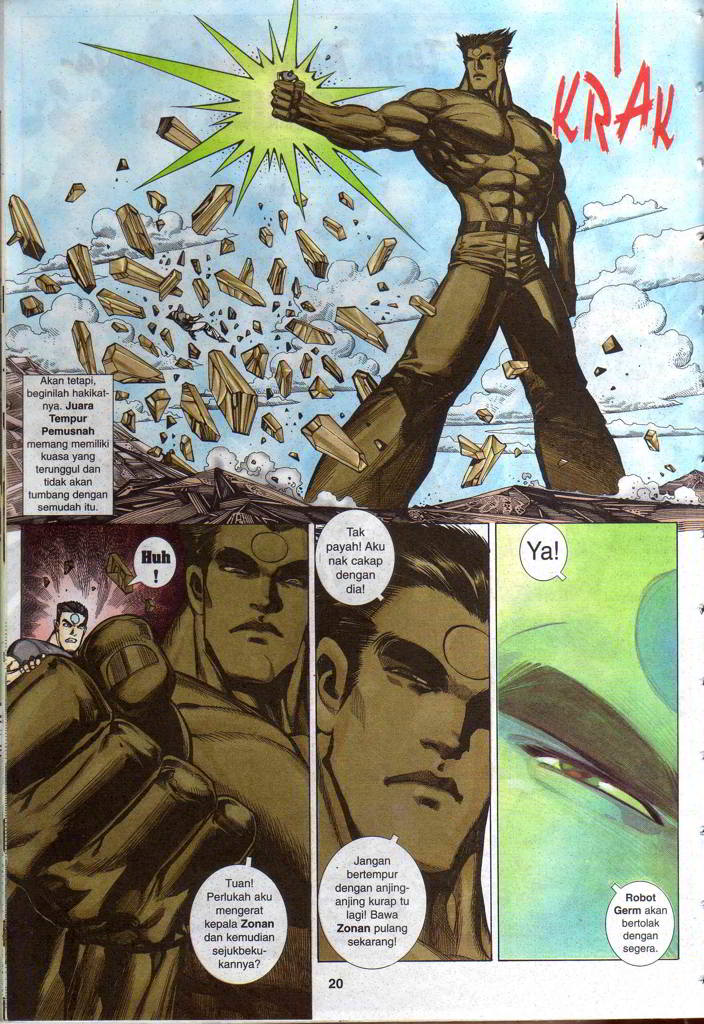 KRAK
Akan tetapi,
beginilah hakikat-
nya. Juara
Tempur
Pemusnah
memang memiliki
kuasa yang
terunggul dan
tidak akan
tumbang dengan
semudah itu.
Huh
!
Tuan!
Perlukah aku
mengerat
kepala Zonan
dan kemudian
sejukbeku-
kannya?
Tak
payah! Aku
nak cakap
dengan
dia!
Jangan
bertempur
dengan anjing-
anjing kurap tu
lagi! Bawa
Zonan pulang
sekarang!
Ya!
Robot
Germ akan
bertolak
dengan
segera.
20